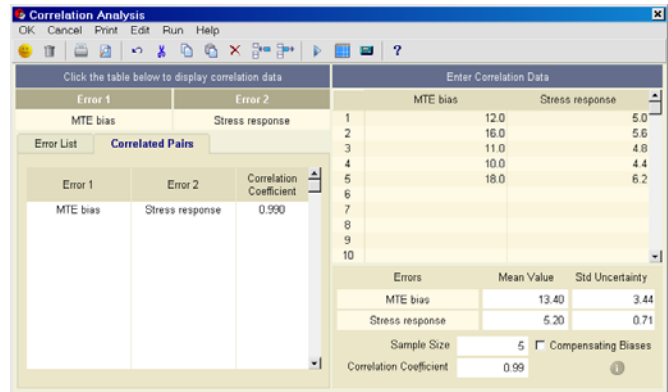 Correlation Analysis
OK Cancel Print Edit Run Help
Click the table below to display correlation data
Error 1 Error 2
MTE bias Stress response
Error List Correlated Pairs
Error 1 Error 2 Correlation Coefficient
MTE bias Stress response 0.990
Enter Correlation Data
MTE bias Stress response
1 12.0 5.0
2 16.0 5.6
3 11.0 4.8
4 10.0 4.4
5 18.0 6.2
6
7
8
9
10
Errors Mean Value Std Uncertainty
MTE bias 13.40 3.44
Stress response 5.20 0.71
Sample Size 5 Compensating Biases
Correlation Coefficient 0.99